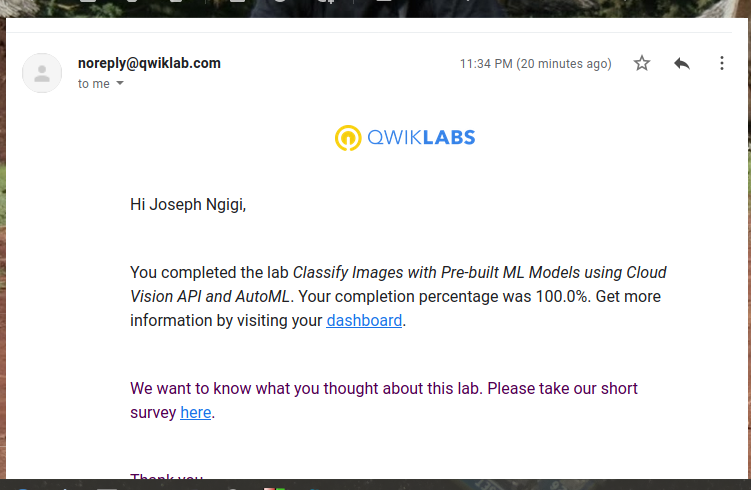 noreply@qwiklab.com
11:34 PM (20 minutes ago)
to me
QWIKLABS
Hi Joseph Ngigi,
You completed the lab Classify Images with Pre-built ML Models using Cloud
Vision API and AutoML. Your completion percentage was 100.0%. Get more
information by visiting your dashboard.
We want to know what you thought about this lab. Please take our short
survey here.
Thank you